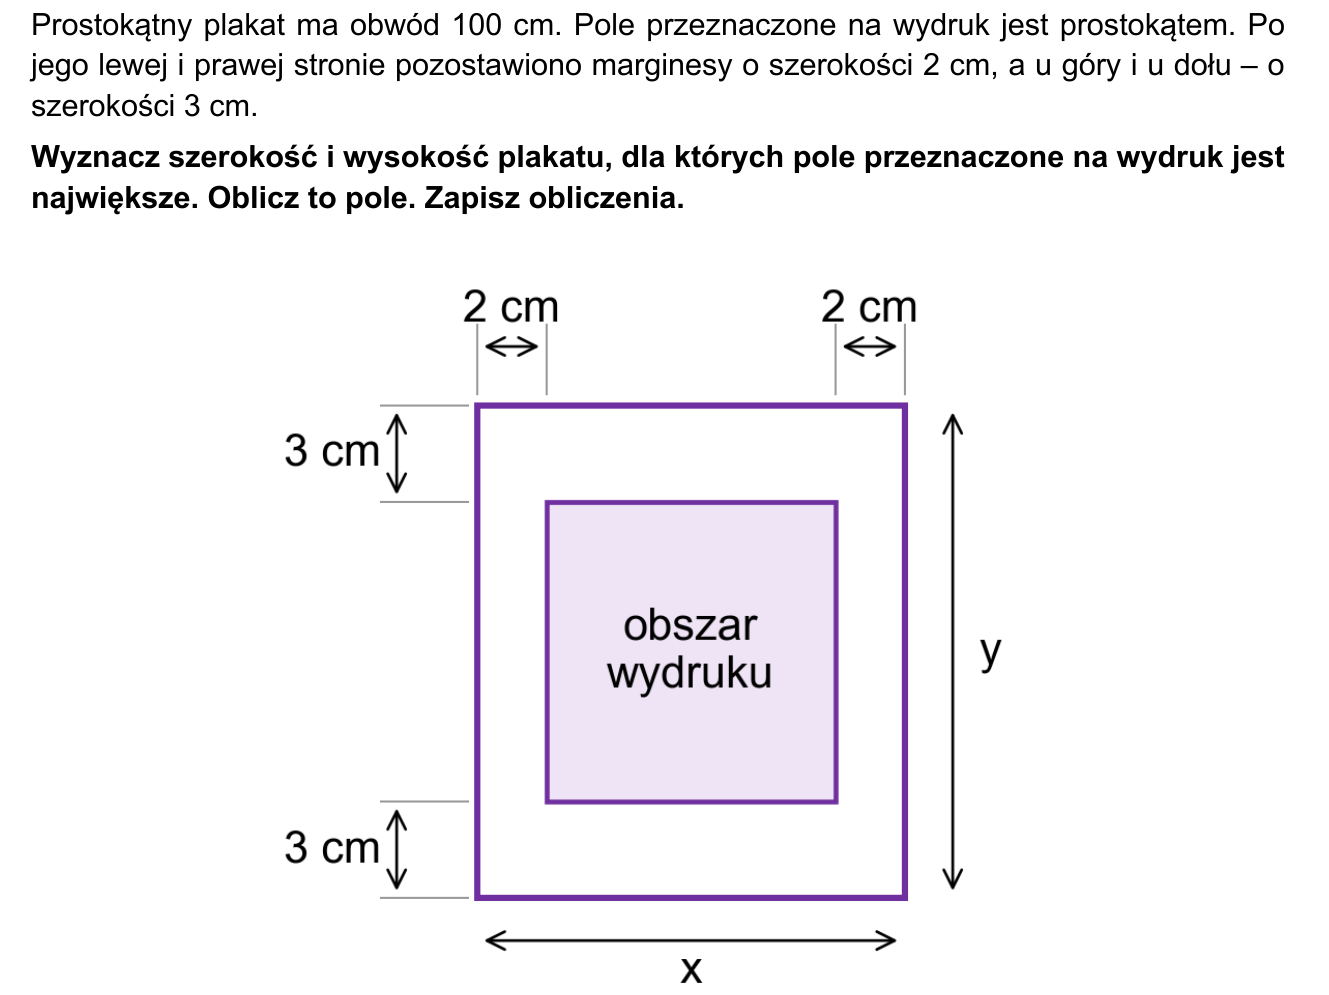 Prostokątny plakat ma obwód 100 cm. Pole przeznaczone na wydruk jest prostokątem. Po
jego lewej i prawej stronie pozostawiono marginesy o szerokości 2 cm, a u góry i u dołu – o
szerokości 3 cm.
Wyznacz szerokość i wysokość plakatu, dla których pole przeznaczone na wydruk jest
największe. Oblicz to pole. Zapisz obliczenia.
2 cm
2 cm
3 cm
obszar
wydruku
y
3 cm
x